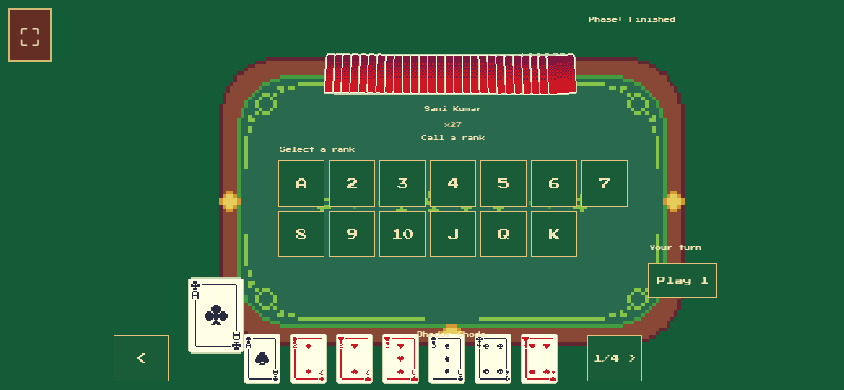 Phase: Finished
Sami Kumar
x27
Call a rank
Select a rank
A 2 3 4 5 6 7
8 9 10 J Q K
Your turn
Play 1
< 1/4 >